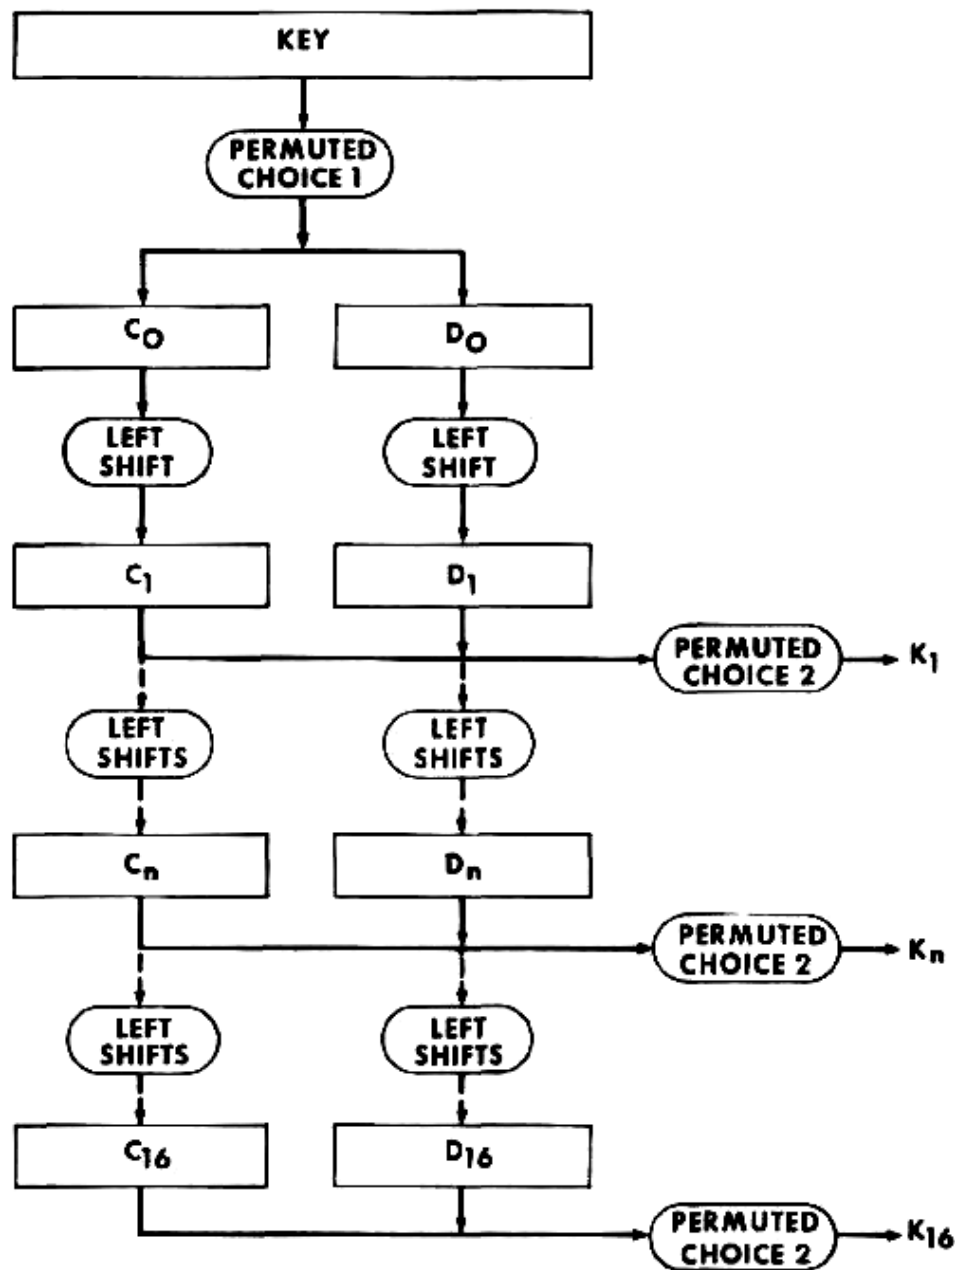 KEY
PERMUTED
CHOICE 1
C0 D0
LEFT
SHIFT
LEFT
SHIFT
C1 D1
PERMUTED
CHOICE 2
K1
LEFT
SHIFTS
LEFT
SHIFTS
Cn Dn
PERMUTED
CHOICE 2
Kn
LEFT
SHIFTS
LEFT
SHIFTS
C16 D16
PERMUTED
CHOICE 2
K16